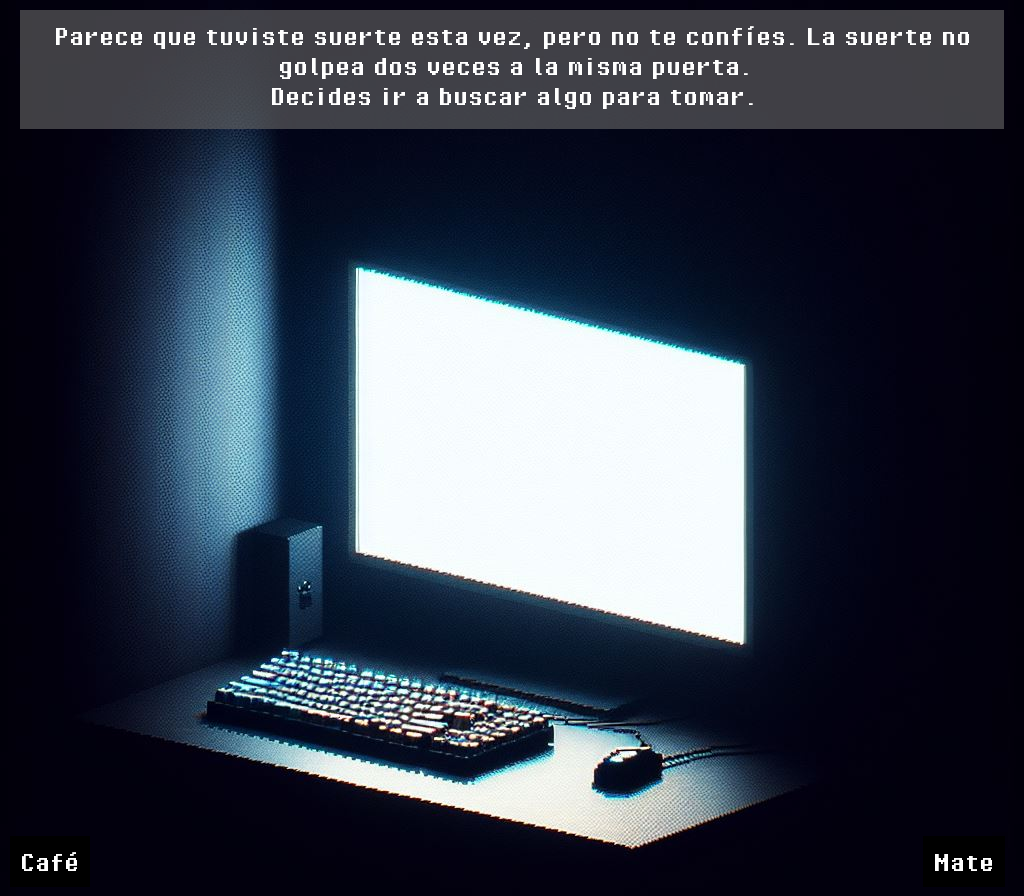 Parece que tuviste suerte esta vez, pero no te confíes. La suerte no
golpea dos veces a la misma puerta.
Decides ir a buscar algo para tomar.
Café
Mate